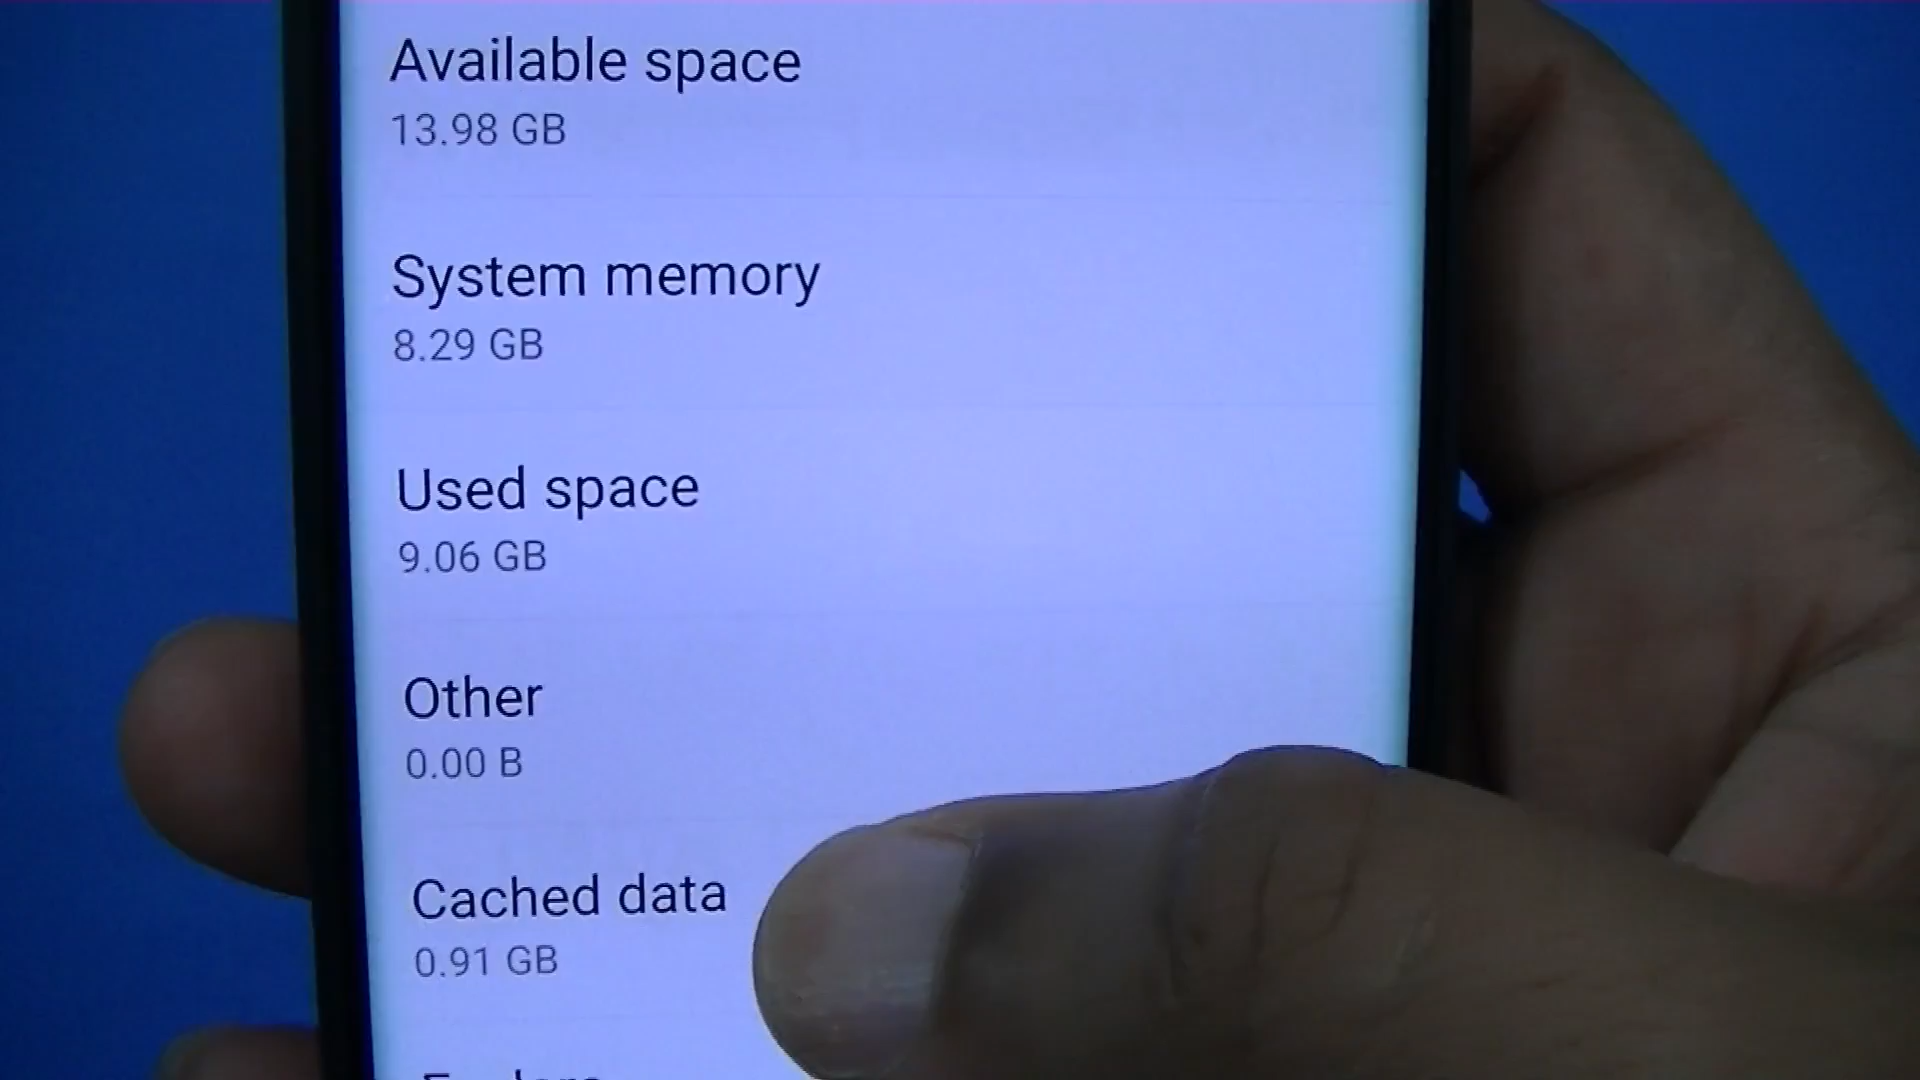 Available space
13.98 GB
System memory
8.29 GB
Used space
9.06 GB
Other
0.00 B
Cached data
0.91 GB